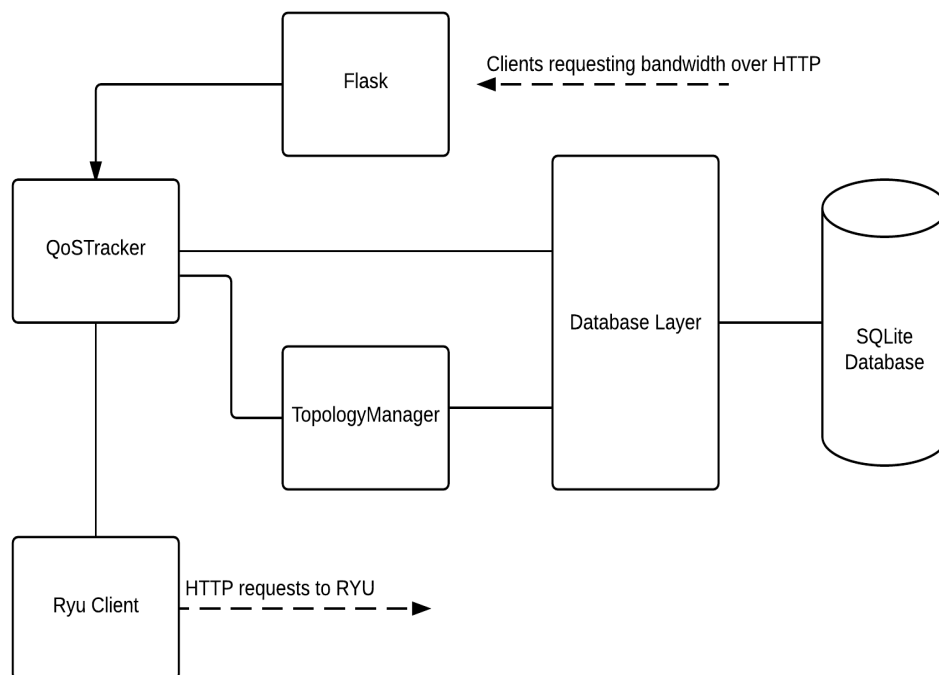 Clients requesting bandwidth over HTTP
Flask
QoSTracker
Database Layer
SQLite
Database
TopologyManager
HTTP requests to RYU
Ryu Client